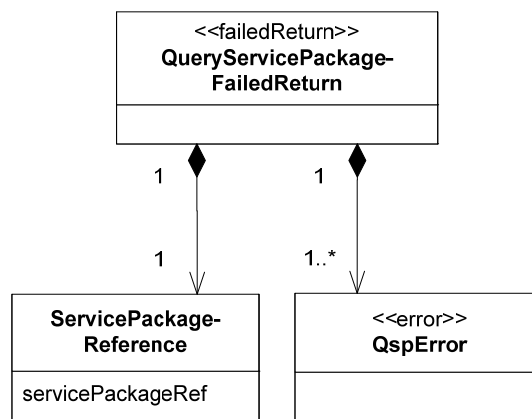 <<failedReturn>>
QueryServicePackage-
FailedReturn
1
1
1
1..*
ServicePackage-
Reference
servicePackageRef
<<error>>
QspError